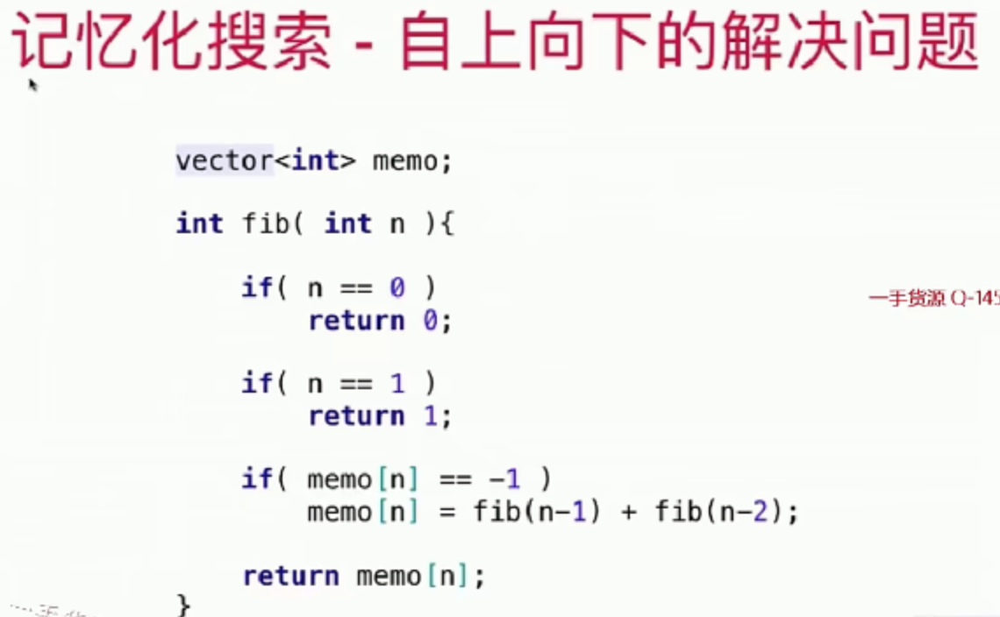 记忆化搜索 - 自上向下的解决问题
vector<int> memo;
int fib( int n ){
if( n == 0 )
return 0;
if( n == 1 )
return 1;
一手货源 Q-145
if( memo[n] == -1 )
memo[n] = fib(n-1) + fib(n-2);
return memo[n];
}